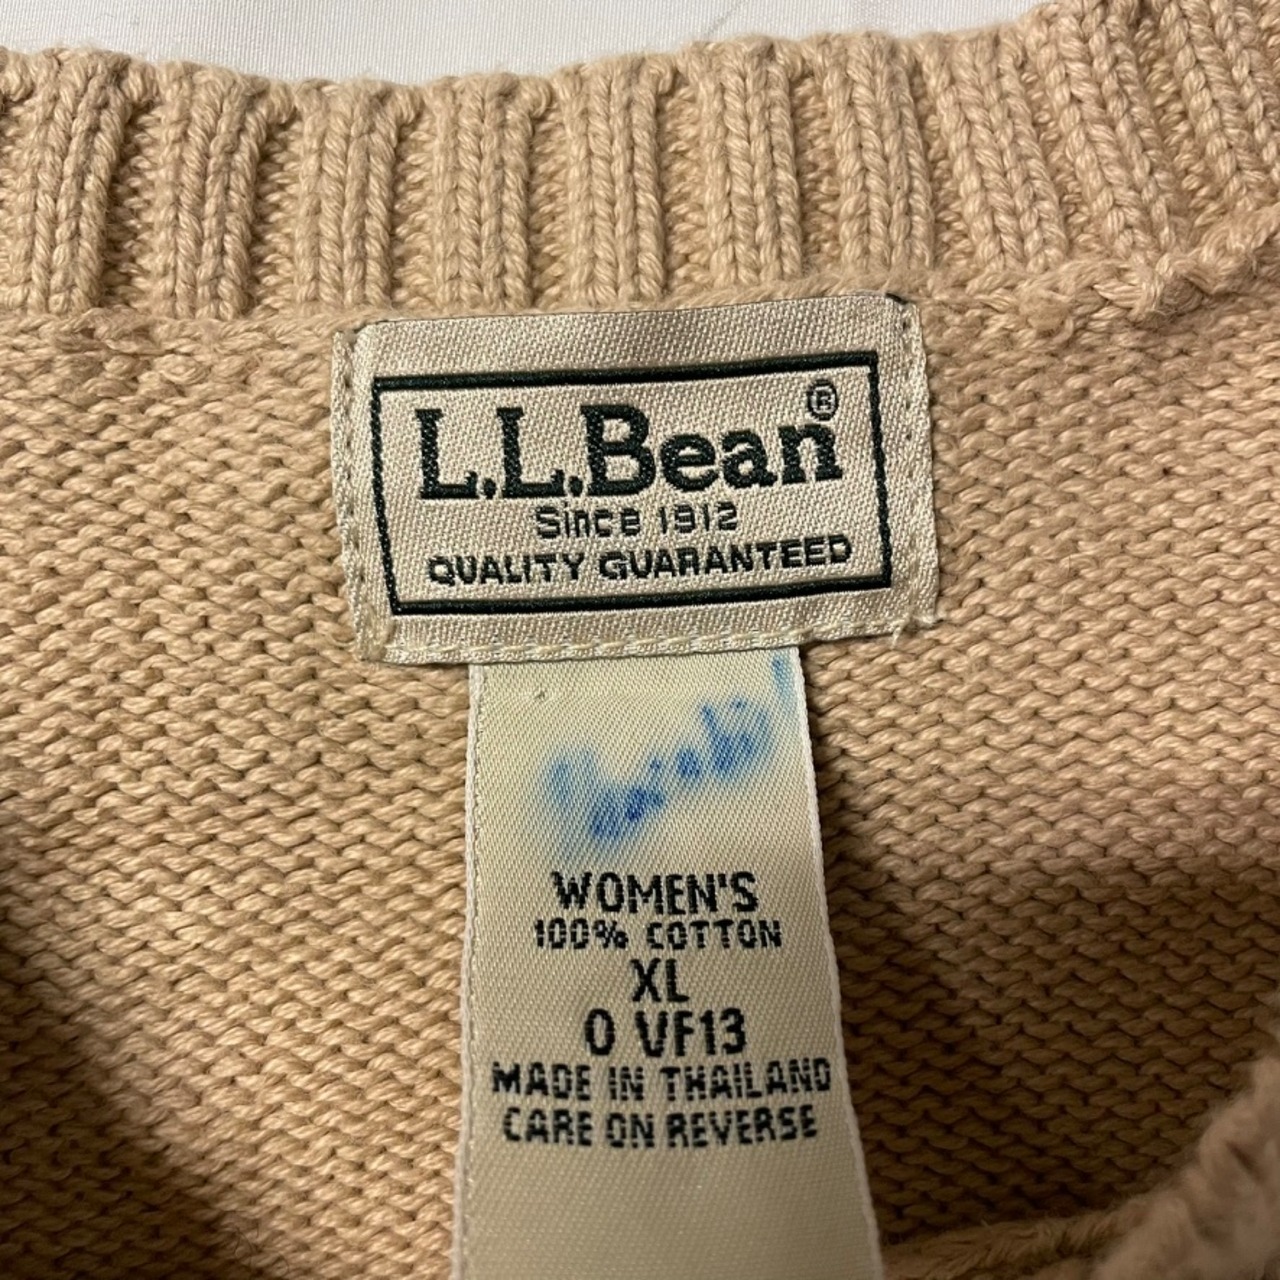 L.L.Bean®
Since 1912
QUALITY GUARANTEED
WOMEN'S
100% COTTON
XL
0 VF13
MADE IN THAILAND
CARE ON REVERSE